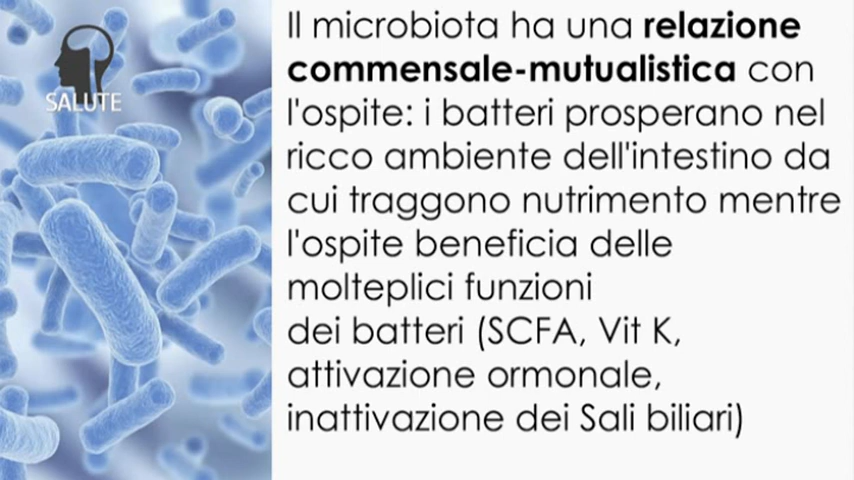 SALUTE
Il microbiota ha una relazione
commensale-mutualistica con
l'ospite: i batteri prosperano nel
ricco ambiente dell'intestino da
cui traggono nutrimento mentre
l'ospite beneficia delle
molteplici funzioni
dei batteri (SCFA, Vit K,
attivazione ormonale,
inattivazione dei Sali biliari)